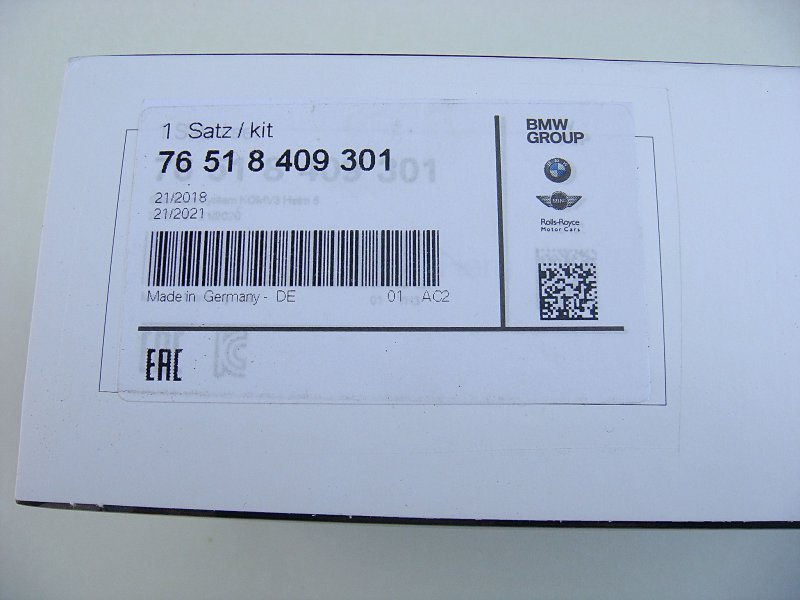 1 Satz / kit
76 51 8 409 301
21/2018
21/2021
Made in Germany - DE 01 AC2
EAC
BMW
GROUP
MINI
Rolls-Royce
Motor Cars